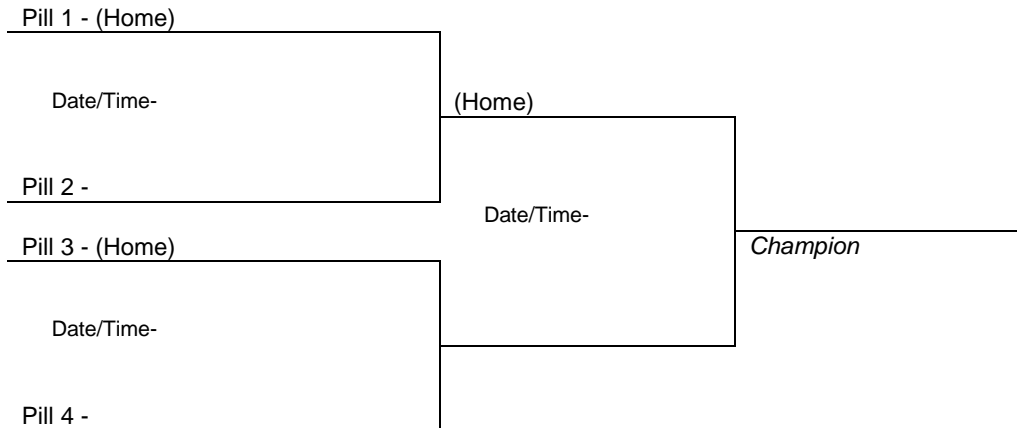 Pill 1 - (Home)
Date/Time-
(Home)
Pill 2 -
Date/Time-
Pill 3 - (Home)
Champion
Date/Time-
Pill 4 -